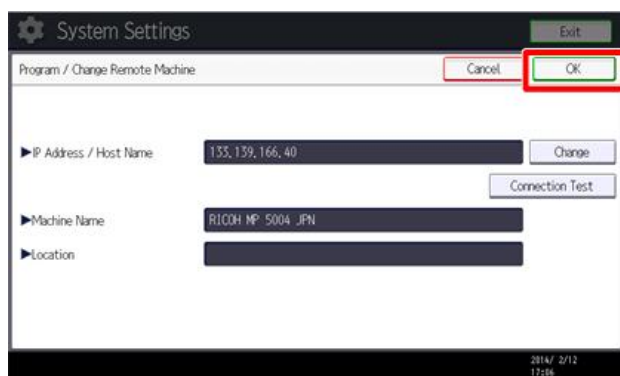 System Settings
Exit
Program / Change Remote Machine
Cancel
OK
►IP Address / Host Name
133.139.166.40
Change
Connection Test
►Machine Name
RICOH MP 5004 JPN
►Location
2014/ 2/12
17:06